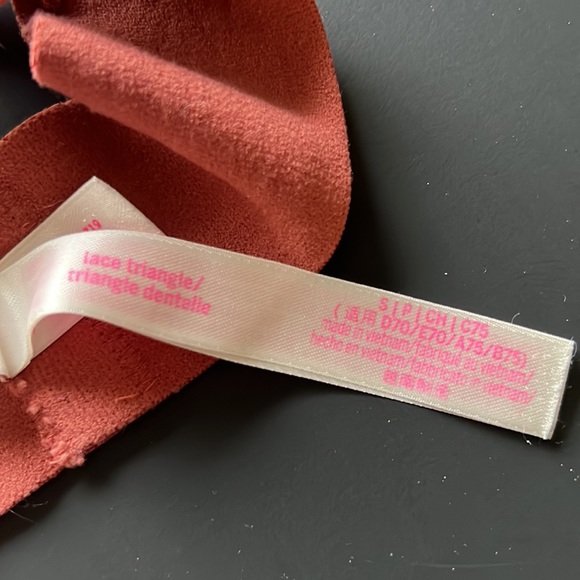 lace triangle/
triangle dentelle
S | P | CH | C75
( 适用 D70/E70/A75/B75)
made in vietnam/ fabriqué au vietnam/
hecho en vietnam/ fabbricato in vietnam/
越南制造